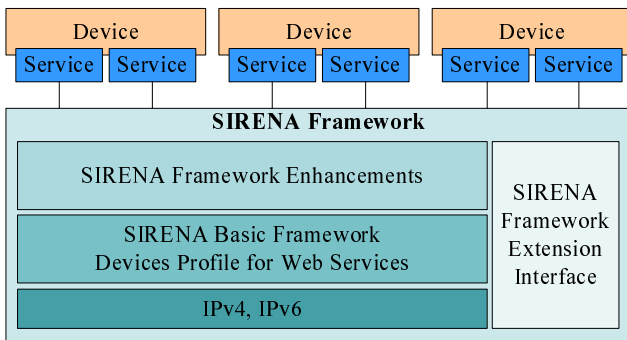 Device
Device
Device
Service
Service
Service
Service
Service
Service
SIRENA Framework
SIRENA Framework Enhancements
SIRENA Basic Framework
Devices Profile for Web Services
IPv4, IPv6
SIRENA
Framework
Extension
Interface